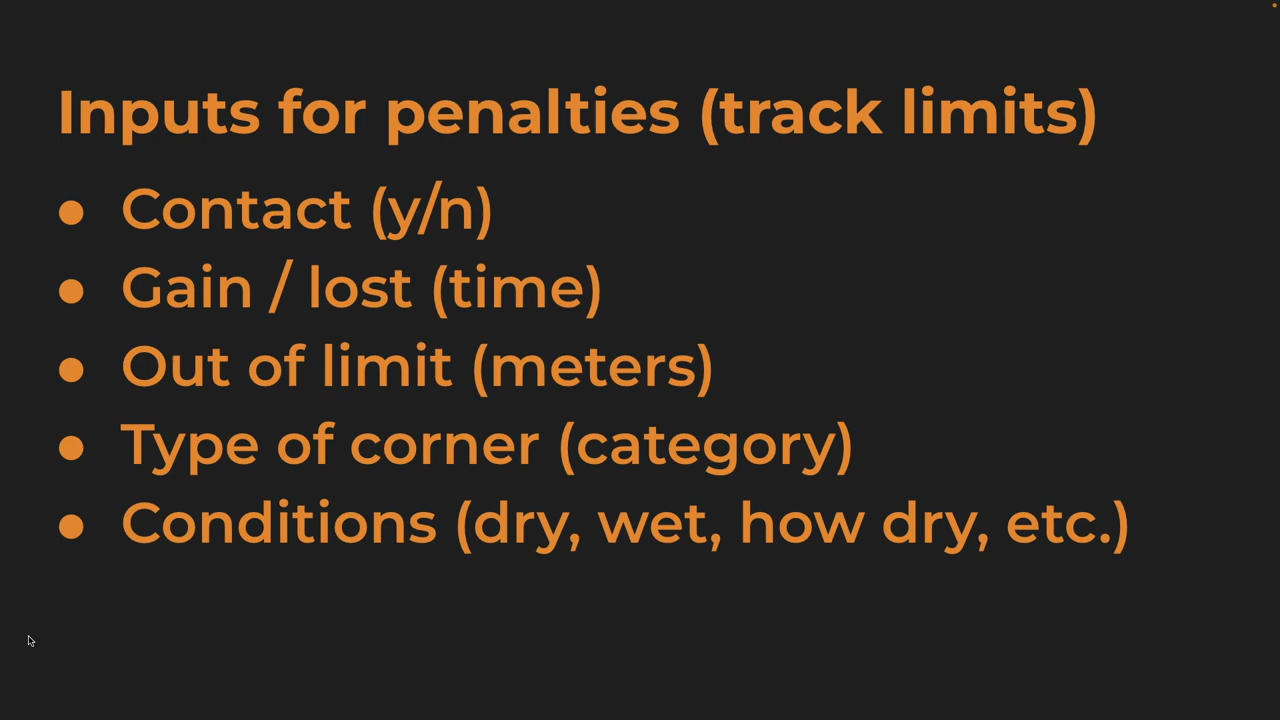 Inputs for penalties (track limits)
● Contact (y/n)
● Gain / lost (time)
● Out of limit (meters)
● Type of corner (category)
● Conditions (dry, wet, how dry, etc.)